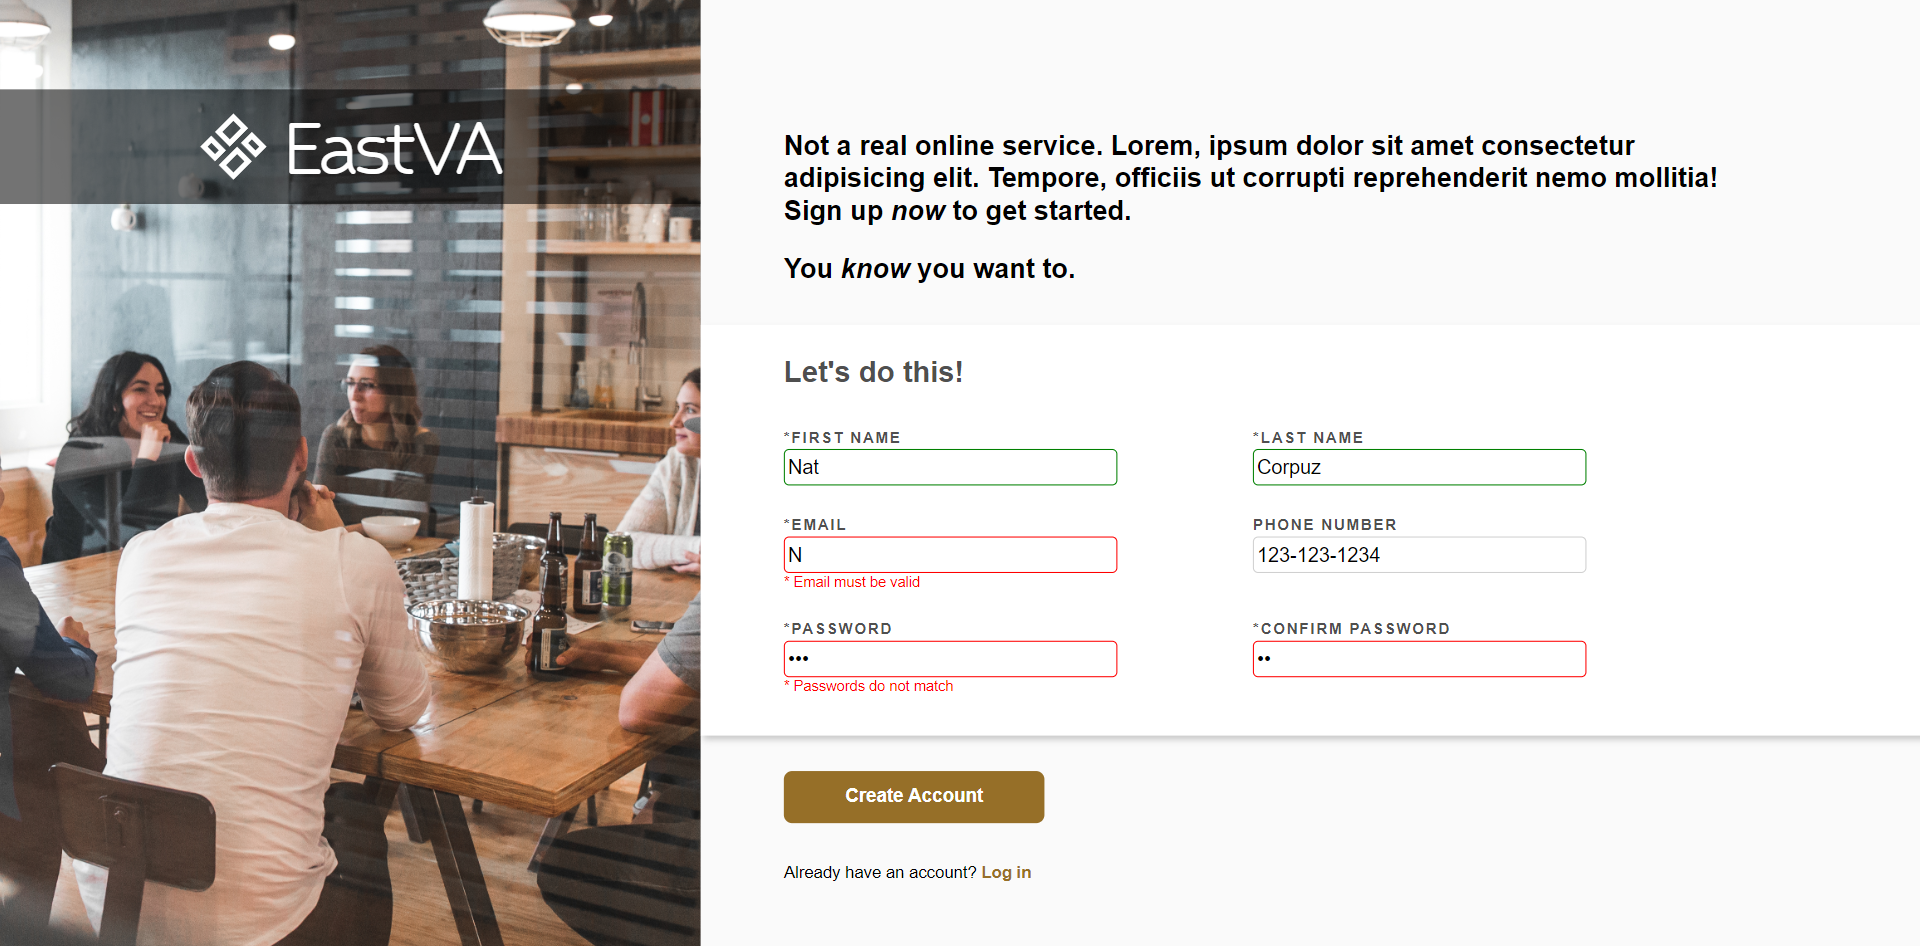 EastVA
Not a real online service. Lorem, ipsum dolor sit amet consectetur
adipisicing elit. Tempore, officiis ut corrupti reprehenderit nemo mollitia!
Sign up now to get started.
You know you want to.
Let's do this!
*FIRST NAME
Nat
*LAST NAME
Corpuz
*EMAIL
N
* Email must be valid
PHONE NUMBER
123-123-1234
*PASSWORD
•••
* Passwords do not match
*CONFIRM PASSWORD
••
Create Account
Already have an account? Log in